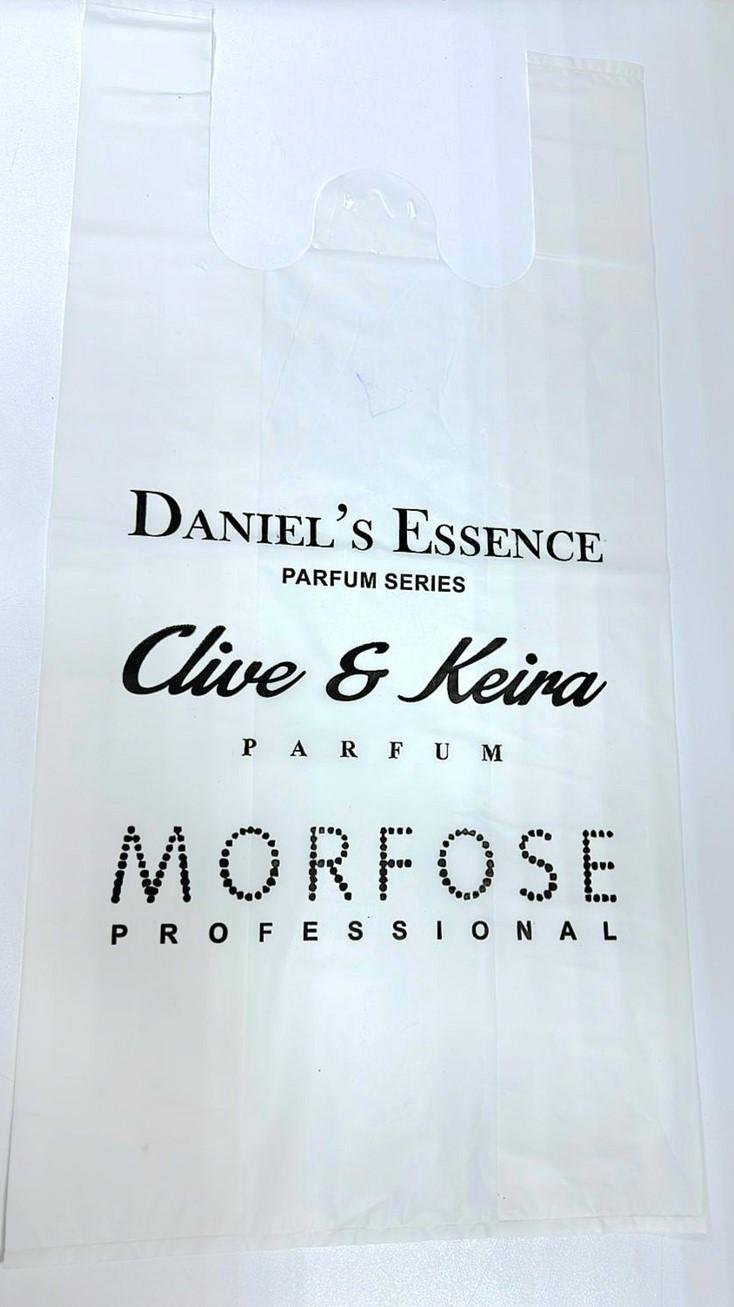 DANIEL'S ESSENCE
PARFUM SERIES
Clive & Keira
PARFUM
MORFOSE
PROFESSIONAL